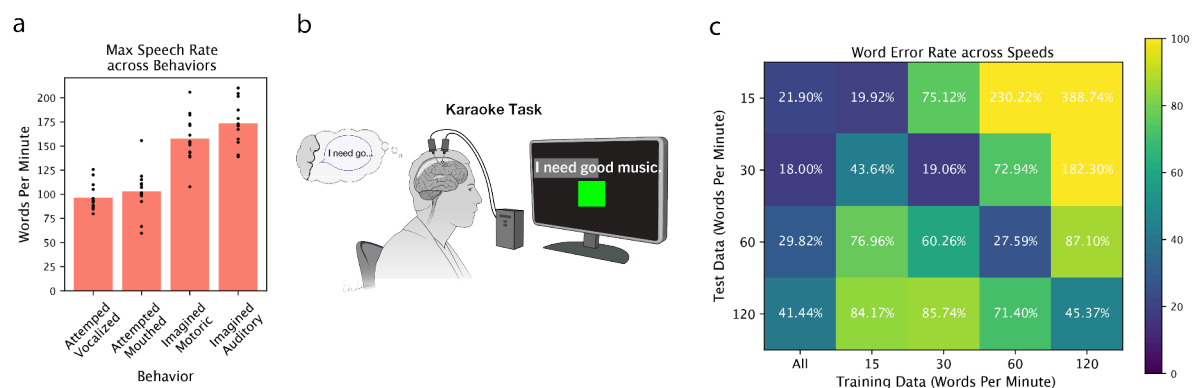 a
Max Speech Rate
across Behaviors
Words Per Minute
200
175
150
125
100
75
50
25
0
Attemped
Vocalized
Attempted
Mouthed
Imagined
Motoric
Imagined
Auditory
Behavior
b
Karaoke Task
I need go...
I need good music.
c
Word Error Rate across Speeds
Test Data (Words Per Minute)
15
21.90% 19.92% 75.12% 230.22% 388.74%
30
18.00% 43.64% 19.06% 72.94% 182.30%
60
29.82% 76.96% 60.26% 27.59% 87.10%
120
41.44% 84.17% 85.74% 71.40% 45.37%
All 15 30 60 120
Training Data (Words Per Minute)
100
80
60
40
20
0